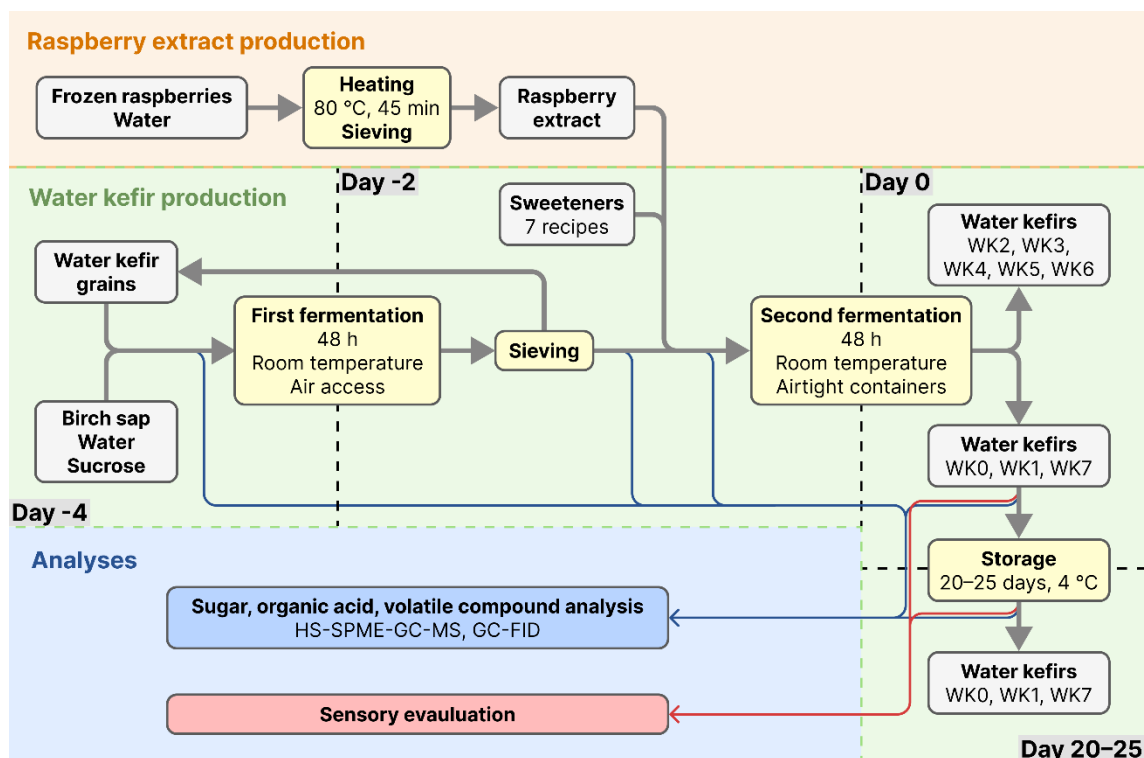 Raspberry extract production
Frozen raspberries
Water
Heating
80 °C, 45 min
Sieving
Raspberry
extract
Water kefir production
Day -2
Day 0
Sweeteners
7 recipes
Water kefirs
WK2, WK3,
WK4, WK5, WK6
Water kefir
grains
First fermentation
48 h
Room temperature
Air access
Sieving
Second fermentation
48 h
Room temperature
Airtight containers
Birch sap
Water
Sucrose
Water kefirs
WK0, WK1, WK7
Day -4
Analyses
Storage
20–25 days, 4 °C
Sugar, organic acid, volatile compound analysis
HS-SPME-GC-MS, GC-FID
Water kefirs
WK0, WK1, WK7
Sensory evauluation
Day 20–25